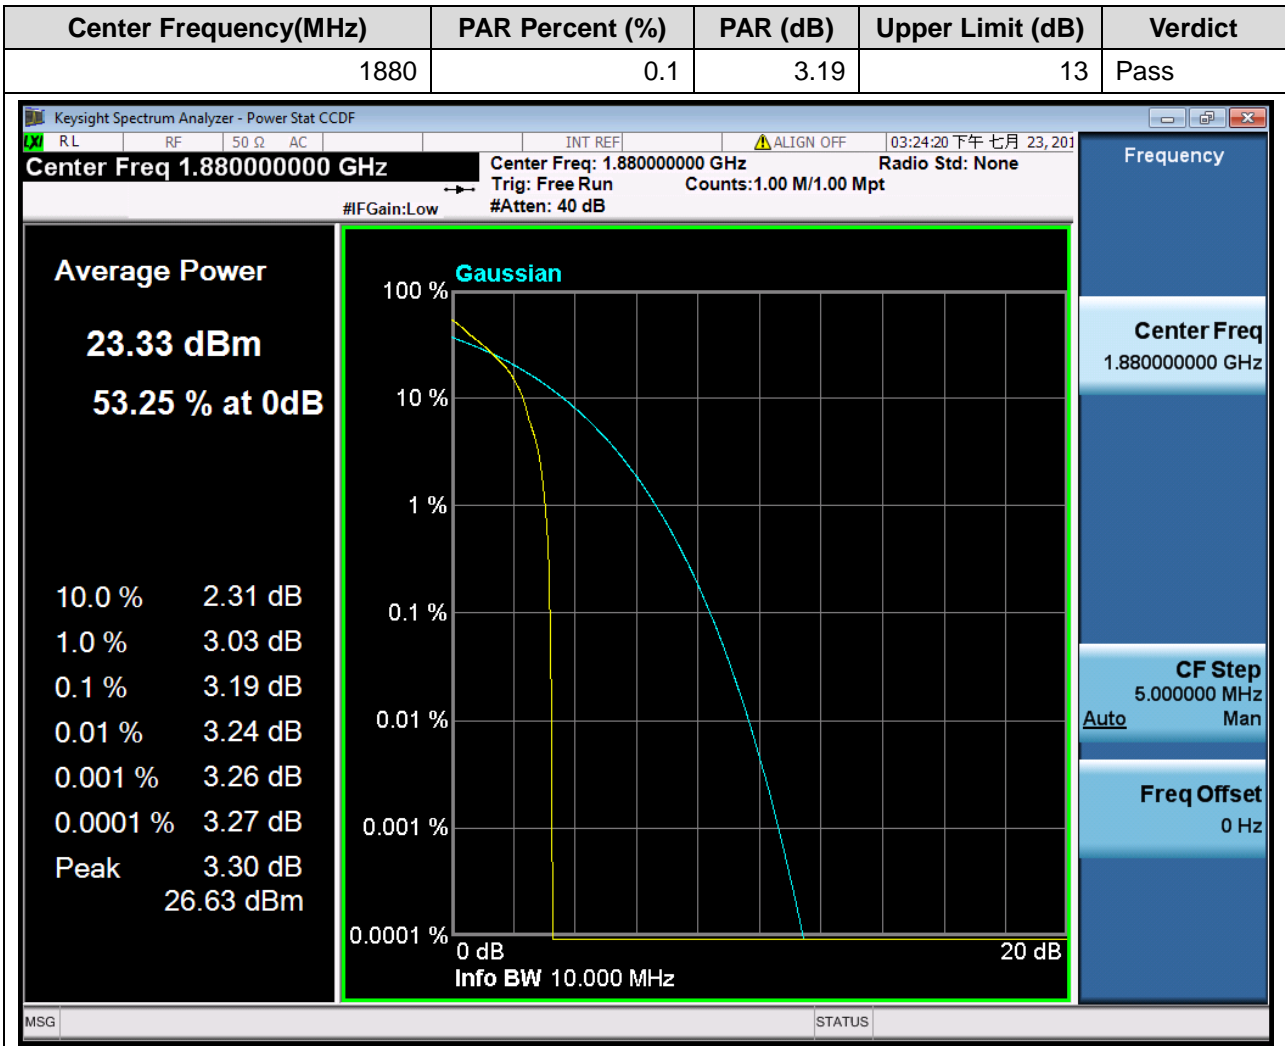 Center Frequency(MHz) PAR Percent (%) PAR (dB) Upper Limit (dB) Verdict
1880 0.1 3.19 13 Pass
Keysight Spectrum Analyzer - Power Stat CCDF
LXI RL RF 50 Ω AC INT REF ALIGN OFF 03:24:20 下午 七月 23, 201
Center Freq 1.880000000 GHz
Center Freq: 1.880000000 GHz Radio Std: None
Trig: Free Run Counts:1.00 M/1.00 Mpt
#IFGain:Low #Atten: 40 dB
Average Power
23.33 dBm
53.25 % at 0dB
10.0 % 2.31 dB
1.0 % 3.03 dB
0.1 % 3.19 dB
0.01 % 3.24 dB
0.001 % 3.26 dB
0.0001 % 3.27 dB
Peak 3.30 dB
26.63 dBm
Gaussian
100 %
10 %
1 %
0.1 %
0.01 %
0.001 %
0.0001 %
0 dB 20 dB
Info BW 10.000 MHz
Frequency
Center Freq
1.880000000 GHz
CF Step
5.000000 MHz
Auto Man
Freq Offset
0 Hz
MSG STATUS